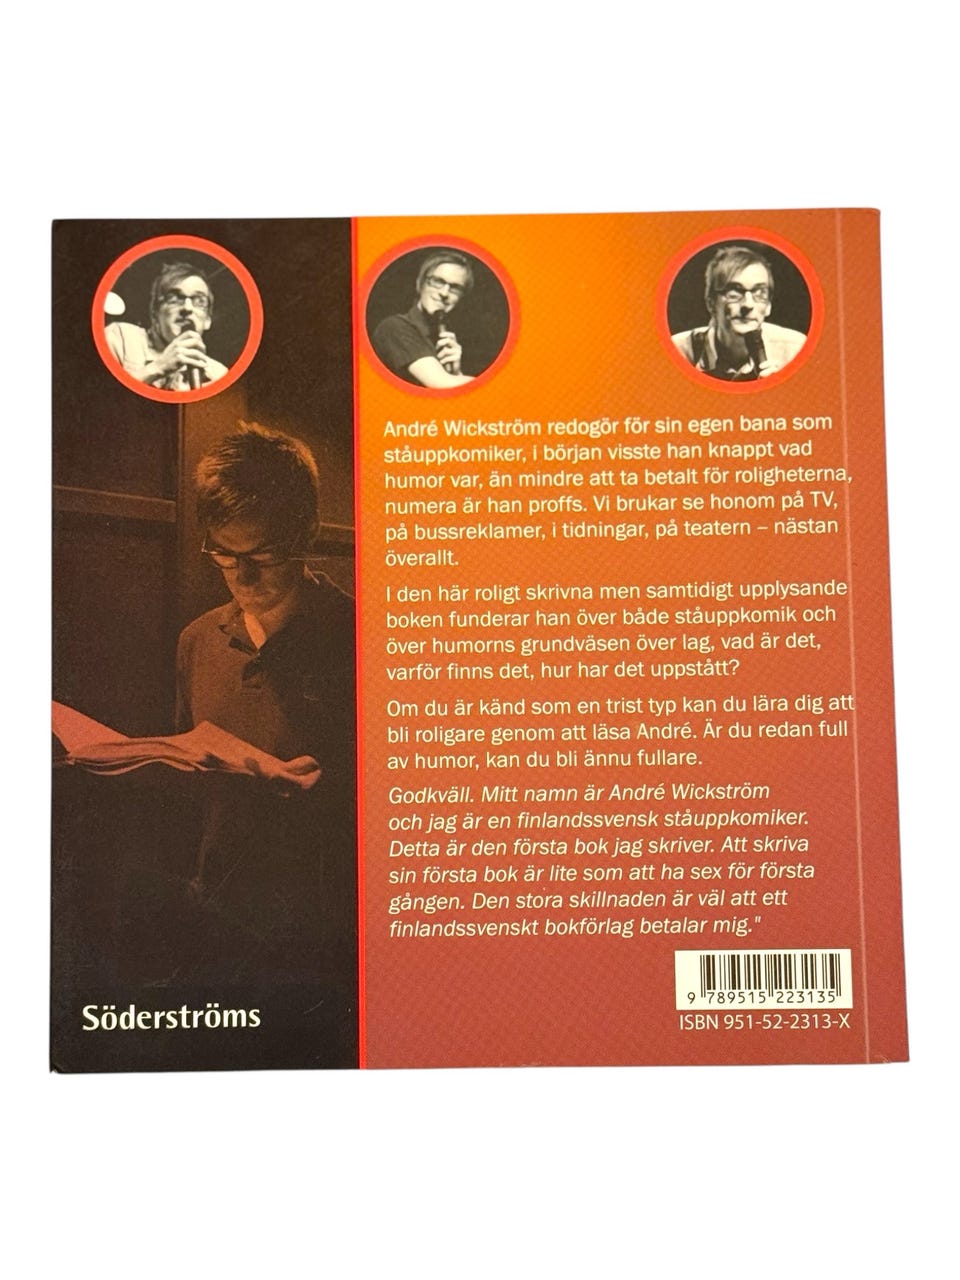 André Wickström redogör för sin egen bana som
ståuppkomiker, i början visste han knappt vad
humor var, än mindre att ta betalt för roligheterna,
numera är han proffs. Vi brukar se honom på TV,
på bussreklamer, i tidningar, på teatern – nästan
överallt.
I den här roligt skrivna men samtidigt upplysande
boken funderar han över både ståuppkomik och
över humorns grundväsen över lag, vad är det,
varför finns det, hur har det uppstått?
Om du är känd som en trist typ kan du lära dig att
bli roligare genom att läsa André. Är du redan full
av humor, kan du bli ännu fullare.
Godkväll. Mitt namn är André Wickström
och jag är en finlandssvensk ståuppkomiker.
Detta är den första bok jag skriver. Att skriva
sin första bok är lite som att ha sex för första
gången. Den stora skillnaden är väl att ett
finlandssvenskt bokförlag betalar mig."
Söderströms
9 789515 223135
ISBN 951-52-2313-X